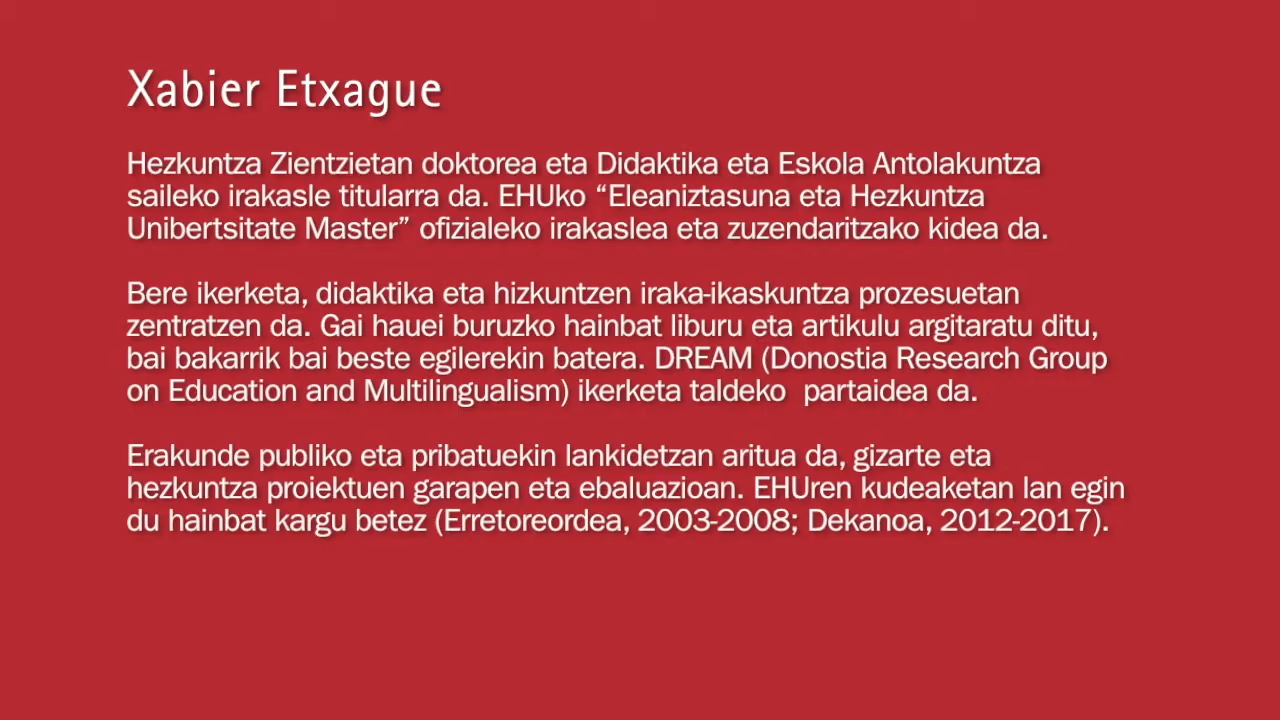 Xabier Etxague
Hezkuntza Zientzietan doktorea eta Didaktika eta Eskola Antolakuntza
saileko irakasle titularra da. EHUko “Eleaniztasuna eta Hezkuntza
Unibertsitate Master” ofizialeko irakaslea eta zuzendaritzako kidea da.
Bere ikerketa, didaktika eta hizkuntzen iraka-ikaskuntza prozesuetan
zentratzen da. Gai hauei buruzko hainbat liburu eta artikulu argitaratu ditu,
bai bakarrik bai beste egilerekin batera. DREAM (Donostia Research Group
on Education and Multilingualism) ikerketa taldeko  partaidea da.
Erakunde publiko eta pribatuekin lankidetzan aritua da, gizarte eta
hezkuntza proiektuen garapen eta ebaluazioan. EHUren kudeaketan lan egin
du hainbat kargu betez (Erretoreordea, 2003-2008; Dekanoa, 2012-2017).